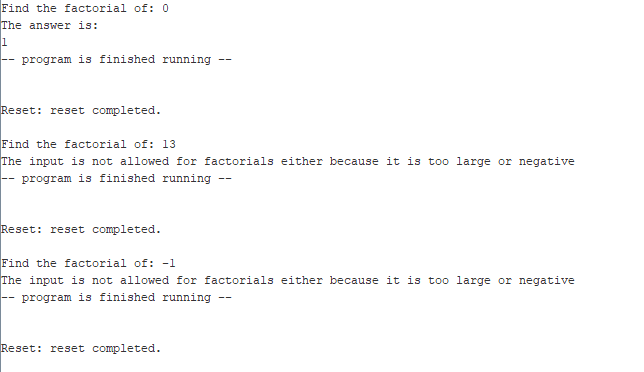 Find the factorial of: 0
The answer is:
1
-- program is finished running --
Reset: reset completed.
Find the factorial of: 13
The input is not allowed for factorials either because it is too large or negative
-- program is finished running --
Reset: reset completed.
Find the factorial of: -1
The input is not allowed for factorials either because it is too large or negative
-- program is finished running --
Reset: reset completed.